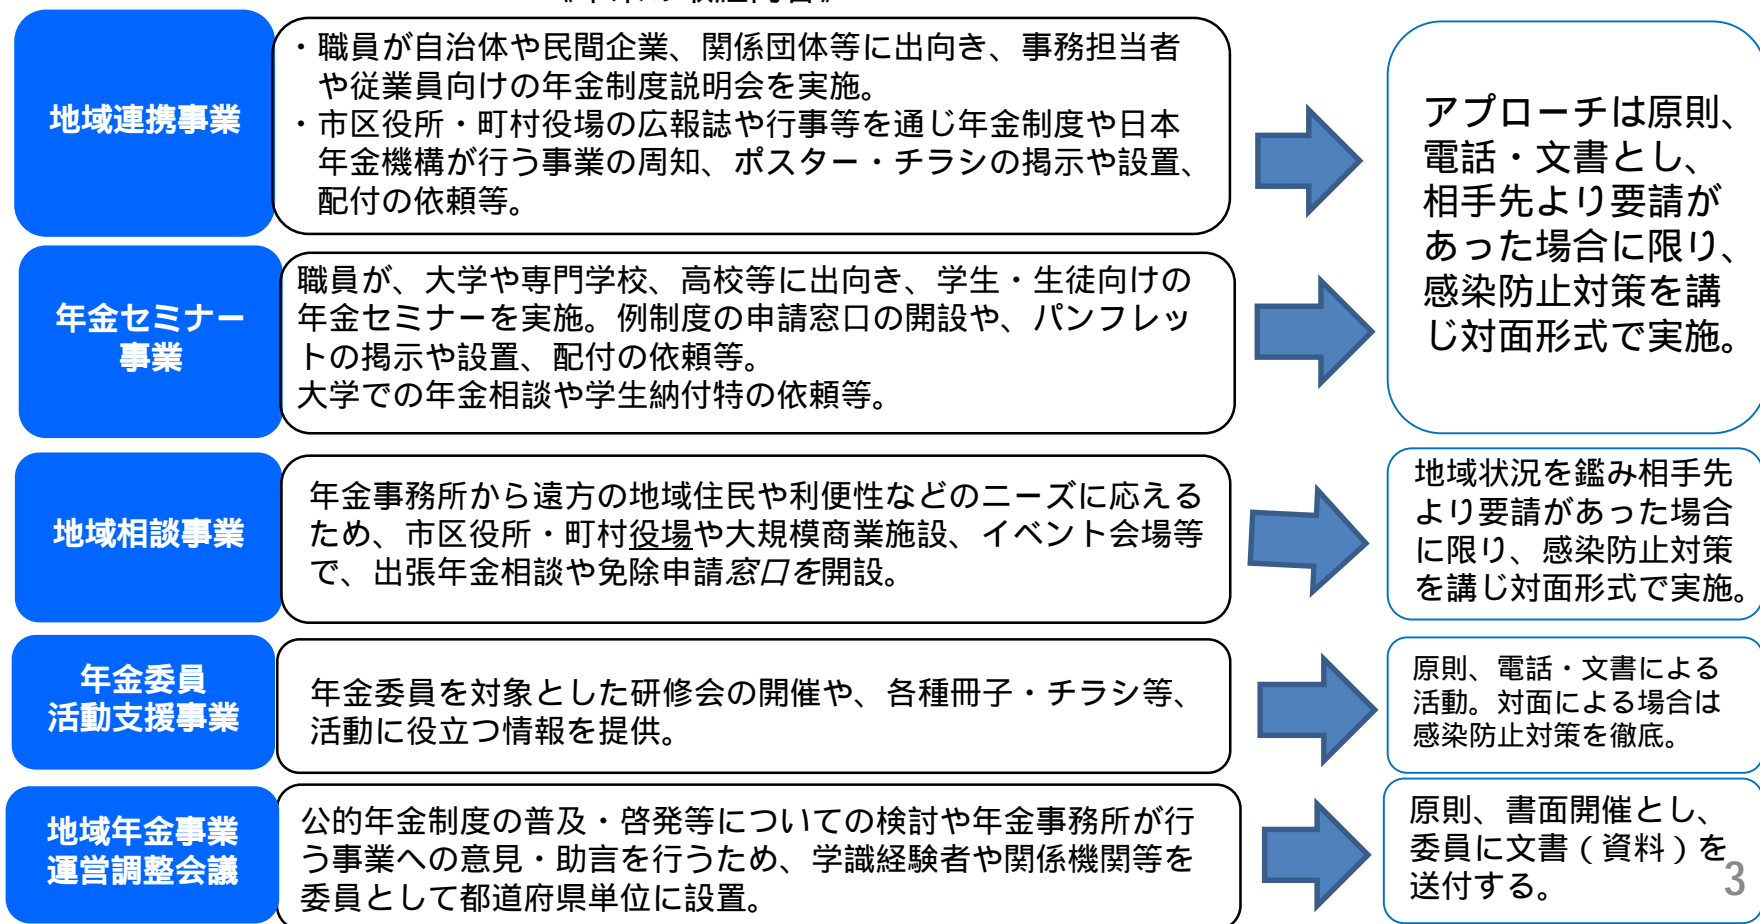 地域連携事業
・職員が自治体や民間企業、関係団体等に出向き、事務担当者
や従業員向けの年金制度説明会を実施。
・市区役所・町村役場の広報誌や行事等を通じ年金制度や日本
年金機構が行う事業の周知、ポスター・チラシの掲示や設置、
配付の依頼等。
アプローチは原則、
電話・文書とし、
相手先より要請が
あった場合に限り、
感染防止対策を講
じ対面形式で実施。
年金セミナー
事業
職員が、大学や専門学校、高校等に出向き、学生・生徒向けの
年金セミナーを実施。例制度の申請窓口の開設や、パンフレッ
トの掲示や設置、配付の依頼等。
大学での年金相談や学生納付特の依頼等。
地域相談事業
年金事務所から遠方の地域住民や利便性などのニーズに応える
ため、市区役所・町村役場や大規模商業施設、イベント会場等
で、出張年金相談や免除申請窓口を開設。
地域状況を鑑み相手先
より要請があった場合
に限り、感染防止対策
を講じ対面形式で実施。
年金委員
活動支援事業
年金委員を対象とした研修会の開催や、各種冊子・チラシ等、
活動に役立つ情報を提供。
原則、電話・文書による
活動。対面による場合は
感染防止対策を徹底。
地域年金事業
運営調整会議
公的年金制度の普及・啓発等についての検討や年金事務所が行
う事業への意見・助言を行うため、学識経験者や関係機関等を
委員として都道府県単位に設置。
原則、書面開催とし、
委員に文書（資料）を
送付する。
3